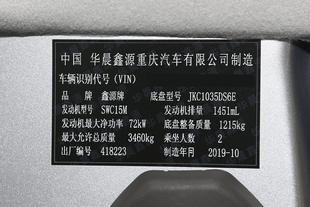 中国 华晨鑫源重庆汽车有限公司制造
车辆识别代号(VIN)
品牌 鑫源牌 底盘型号 JKC1035DS6E
发动机型号 SWC15M 发动机排量 1451mL
发动机最大净功率 72kW 底盘整备质量 1215kg
最大允许总质量 3460kg 乘坐人数 2
出厂编号 418223 制造年月 2019-10